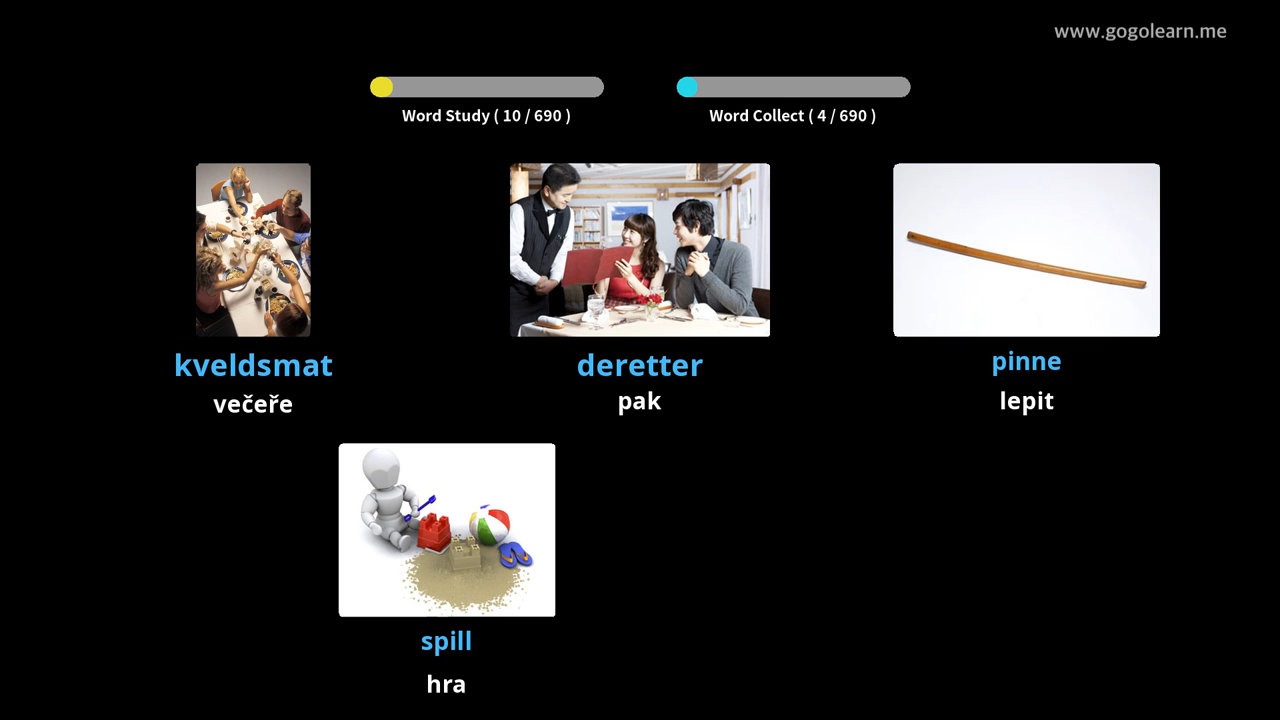 www.gogolearn.me
Word Study ( 10 / 690 )
Word Collect ( 4 / 690 )
kveldsmat
večeře
deretter
pak
pinne
lepit
spill
hra